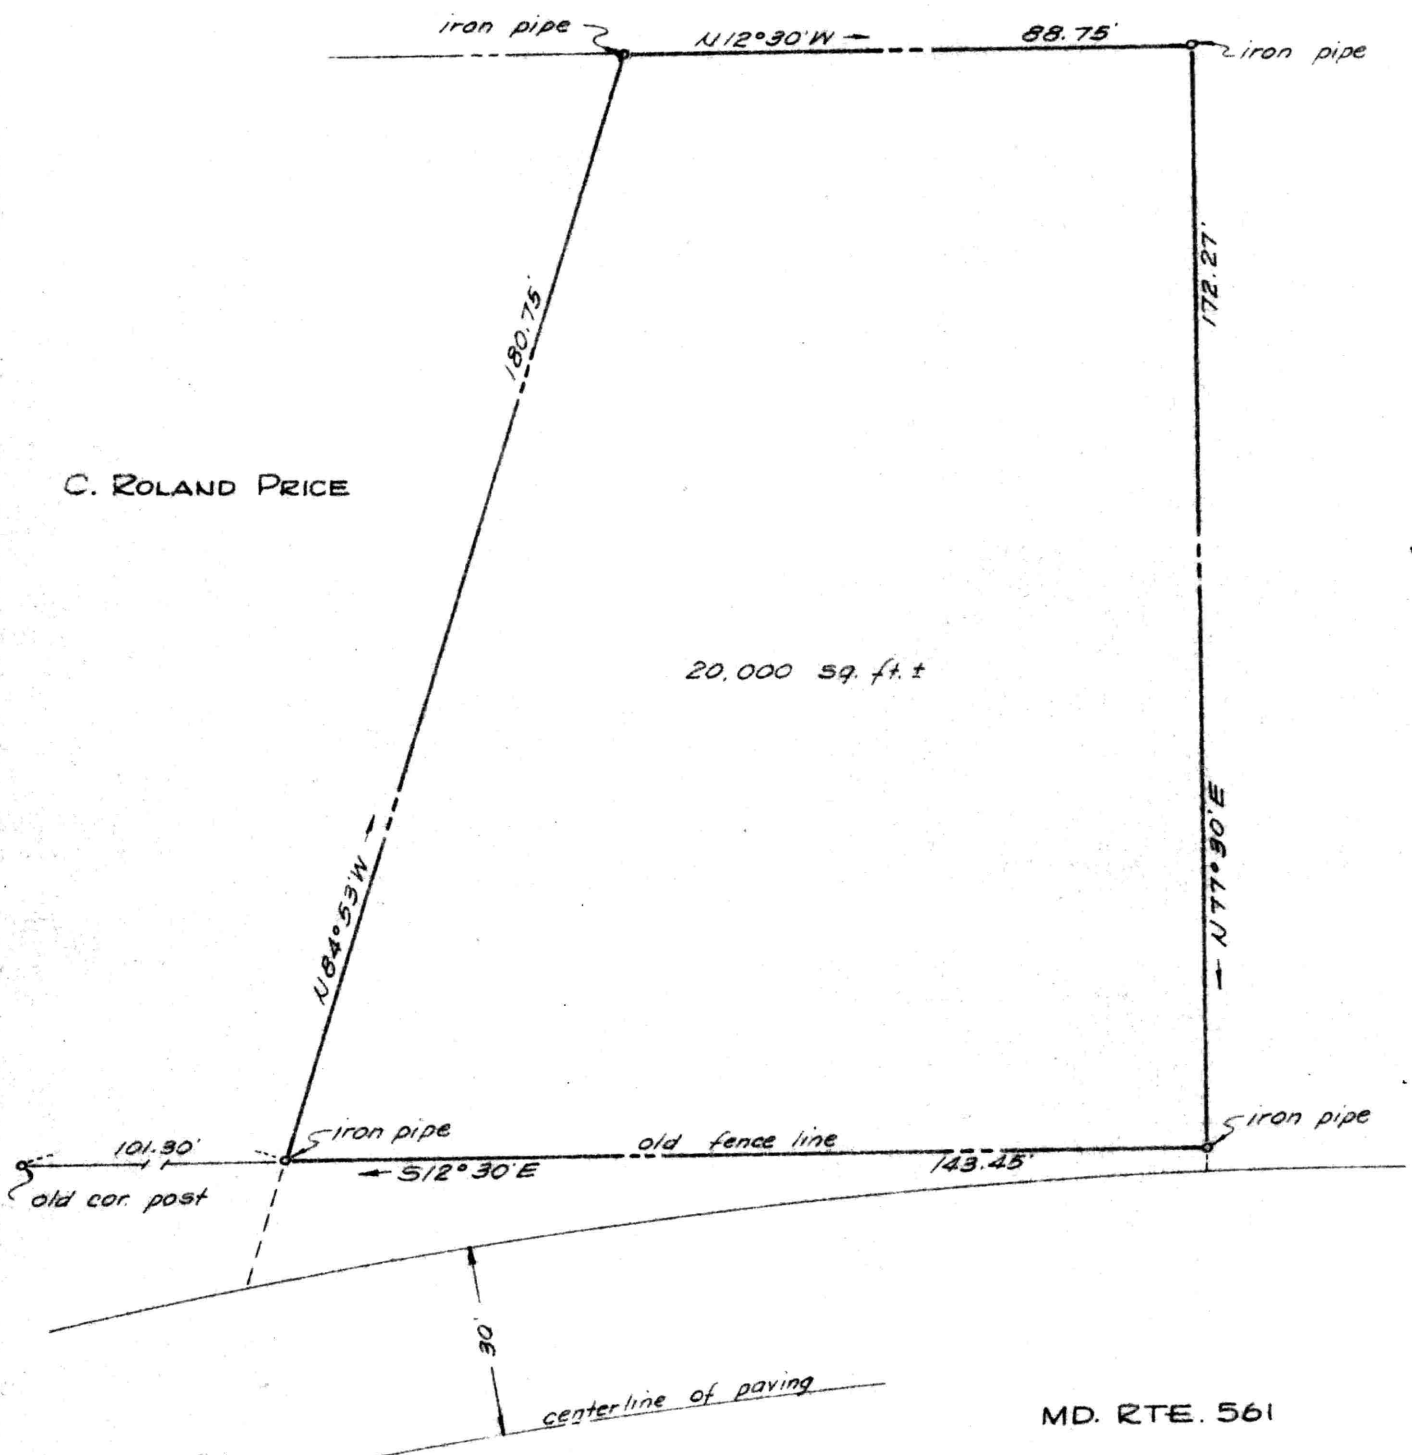 iron pipe
N12°30'W
88.75'
iron pipe
172.27'
180.75'
C. ROLAND PRICE
20,000 sq. ft. ±
N77°30'E
N84°53'W
101.30'
iron pipe
old fence line
iron pipe
S12°30'E
143.45'
old cor. post
30'
centerline of paving
MD. RTE. 561